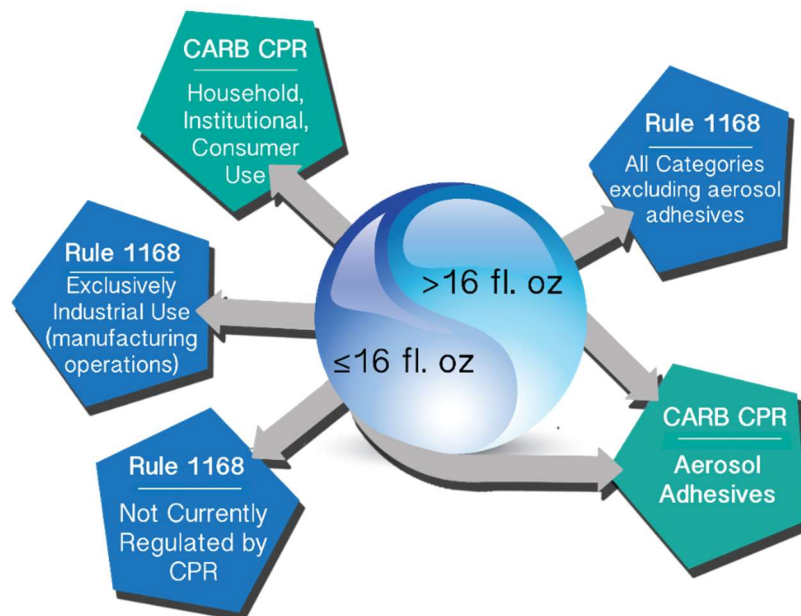 CARB CPR
Household,
Institutional,
Consumer
Use
Rule 1168
All Categories
excluding aerosol
adhesives
Rule 1168
Exclusively
Industrial Use
(manufacturing
operations)
>16 fl. oz
≤16 fl. oz
Rule 1168
Not Currently
Regulated by
CPR
CARB CPR
Aerosol
Adhesives